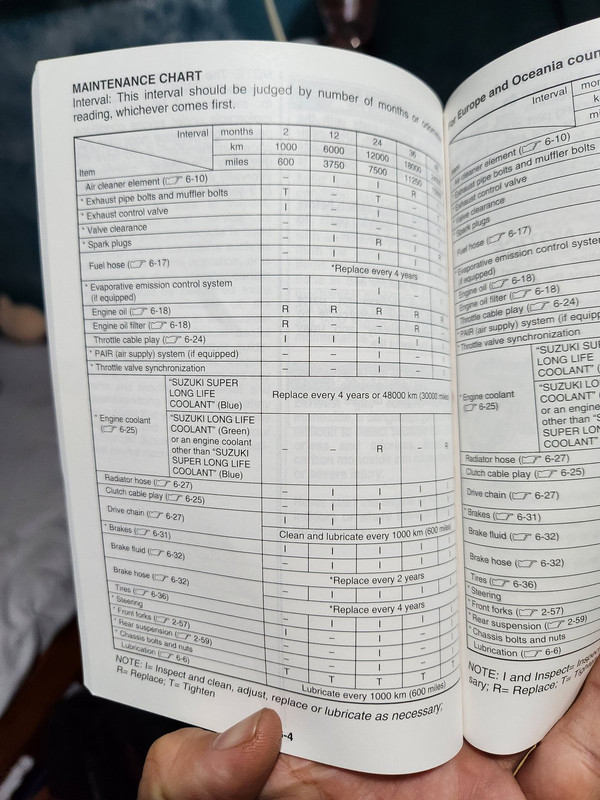 MAINTENANCE CHART
Interval: This interval should be judged by number of months or odometer
reading, whichever comes first.
Interval months 2 12 24 36
km 1000 6000 12000 18000
miles 600 3750 7500 11250
Item
Air cleaner element (☞ 6-10) – I I R
* Exhaust pipe bolts and muffler bolts T – T –
* Exhaust control valve I – I –
* Valve clearance – – – –
* Spark plugs – I R I R
Fuel hose (☞ 6-17) – I I I
*Replace every 4 years
* Evaporative emission control system
(if equipped) – – I –
Engine oil (☞ 6-18) R R R R R
Engine oil filter (☞ 6-18) R – – R –
Throttle cable play (☞ 6-24) I I I I I
* PAIR (air supply) system (if equipped) – – I –
* Throttle valve synchronization – – I –
* Engine coolant
(☞ 6-25)
"SUZUKI SUPER
LONG LIFE
COOLANT" (Blue)
Replace every 4 years or 48000 km (30000 miles)
"SUZUKI LONG LIFE
COOLANT" (Green)
or an engine coolant
other than "SUZUKI
SUPER LONG LIFE
COOLANT" (Blue)
– – R – R
Radiator hose (☞ 6-27)
Clutch cable play (☞ 6-25)
Drive chain (☞ 6-27)
Clean and lubricate every 1000 km (600 miles)
* Brakes (☞ 6-31)
Brake fluid (☞ 6-32)
*Replace every 2 years
Brake hose (☞ 6-32)
*Replace every 4 years
Tires (☞ 6-36)
* Steering
* Front forks (☞ 2-57)
* Rear suspension (☞ 2-59)
* Chassis bolts and nuts T T T T T
Lubrication (☞ 6-6) Lubricate every 1000 km (600 miles)
NOTE: I= Inspect and clean, adjust, replace or lubricate as necessary;
R= Replace; T= Tighten
-4
For Europe and Oceania
Interval
Air cleaner element (☞ 6-10)
Exhaust pipe bolts and muffler bolts
* Exhaust control valve
* Valve clearance
* Spark plugs
Fuel hose (☞ 6-17)
* Evaporative emission control
(if equipped)
Engine oil (☞ 6-18)
Engine oil filter (☞ 6-18)
Throttle cable play (☞ 6-24)
* PAIR (air supply) system (if
* Throttle valve synchronization
* Engine coolant
(☞ 6-25)
"SUZUKI
LONG LIFE
COOLANT"
"SUZUKI
LIFE
or an engine
other than
SUPER
COOLANT"
Radiator hose (☞ 6-27)
Clutch cable play (☞ 6-25)
Drive chain (☞ 6-27)
* Brakes (☞ 6-31)
Brake fluid (☞ 6-32)
Brake hose (☞ 6-32)
Tires (☞ 6-36)
* Steering
* Front forks (☞ 2-57)
* Rear suspension (☞ 2-59)
* Chassis bolts and nuts
Lubrication (☞ 6-6)
NOTE: I and Inspect=
sary; R= Replace; T=